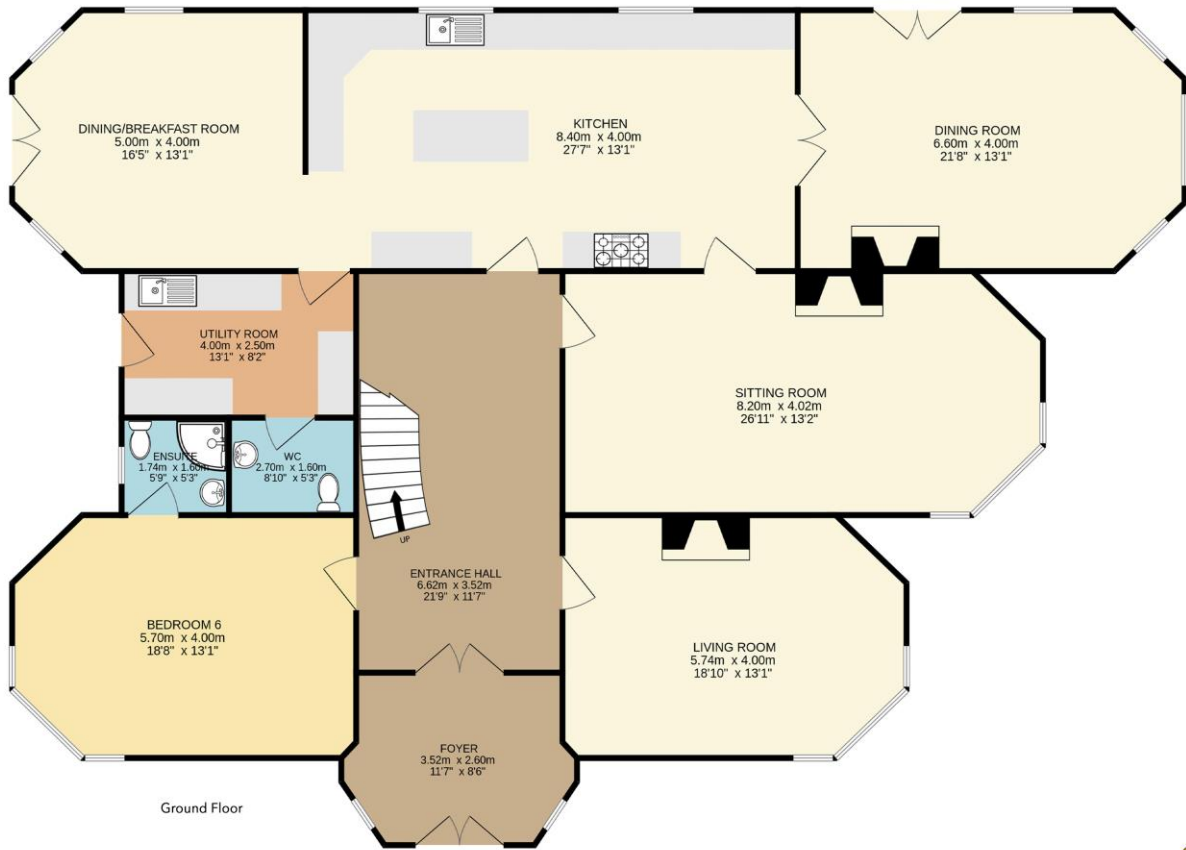 DINING/BREAKFAST ROOM
5.00m x 4.00m
16'5" x 13'1"
KITCHEN
8.40m x 4.00m
27'7" x 13'1"
DINING ROOM
6.60m x 4.00m
21'8" x 13'1"
UTILITY ROOM
4.00m x 2.50m
13'1" x 8'2"
SITTING ROOM
8.20m x 4.02m
26'11" x 13'2"
ENSUITE
1.74m x 1.60m
5'9" x 5'3"
WC
2.70m x 1.60m
8'10" x 5'3"
UP
ENTRANCE HALL
6.62m x 3.52m
21'9" x 11'7"
BEDROOM 6
5.70m x 4.00m
18'8" x 13'1"
LIVING ROOM
5.74m x 4.00m
18'10" x 13'1"
FOYER
3.52m x 2.60m
11'7" x 8'6"
Ground Floor